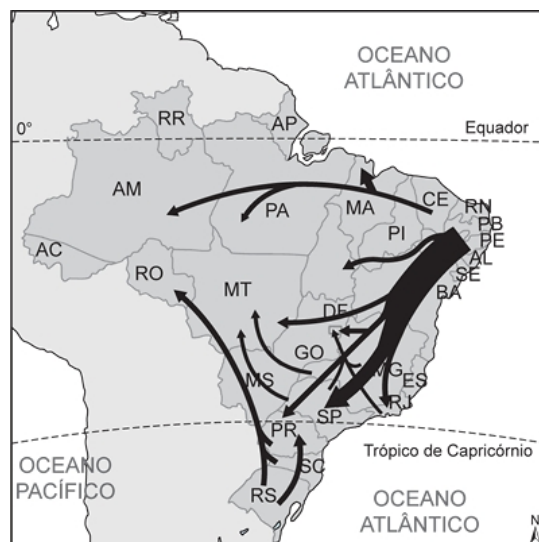 OCEANO
ATLÂNTICO
RR
AP
0°
Equador
AM
PA
MA
CE
RN
PB
PI
PE
AL
AC
SE
RO
BA
MT
DF
GO
MG
MS
ES
RJ
SP
PR
Trópico de Capricórnio
SC
OCEANO
PACÍFICO
RS
OCEANO
ATLÂNTICO
N